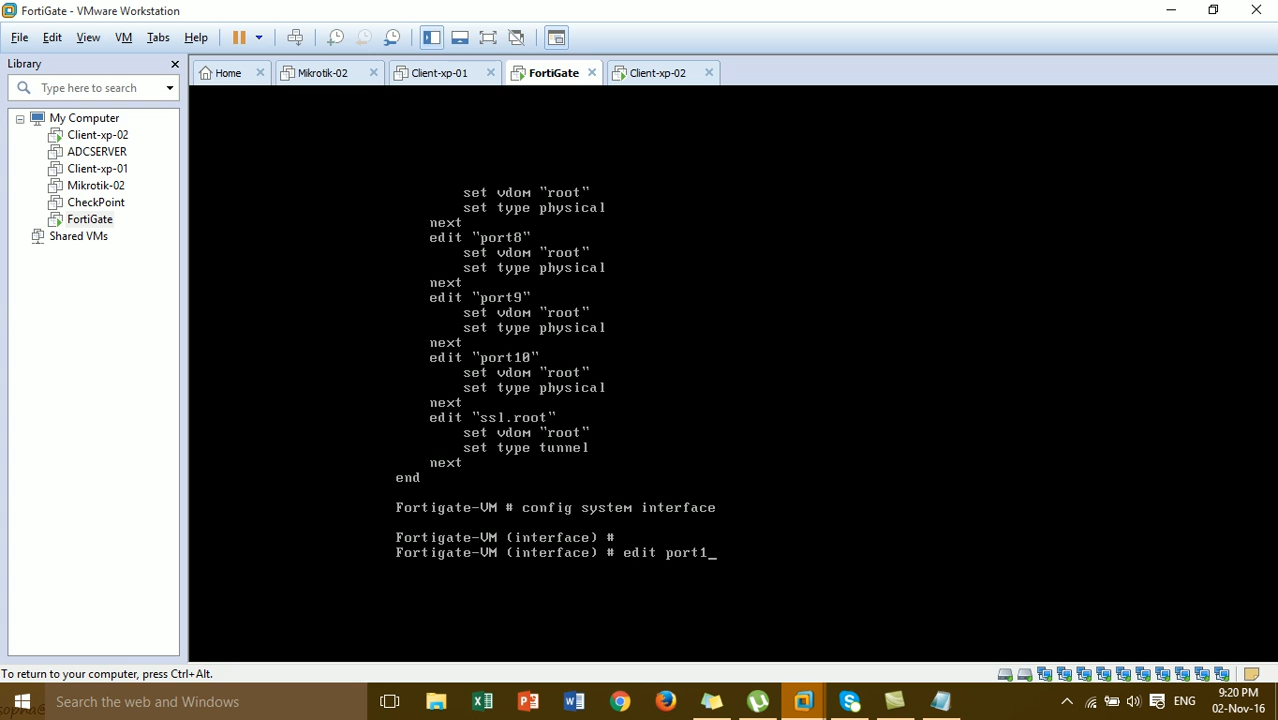 FortiGate - VMware Workstation
File Edit View VM Tabs Help
Library
Type here to search
My Computer
Client-xp-02
ADCSERVER
Client-xp-01
Mikrotik-02
CheckPoint
FortiGate
Shared VMs
Home Mikrotik-02 Client-xp-01 FortiGate Client-xp-02
set vdom "root"
set type physical
next
edit "port8"
set vdom "root"
set type physical
next
edit "port9"
set vdom "root"
set type physical
next
edit "port10"
set vdom "root"
set type physical
next
edit "ssl.root"
set vdom "root"
set type tunnel
next
end
Fortigate-VM # config system interface
Fortigate-VM (interface) #
Fortigate-VM (interface) # edit port1_
To return to your computer, press Ctrl+Alt.
Search the web and Windows
ENG
9:20 PM
02-Nov-16